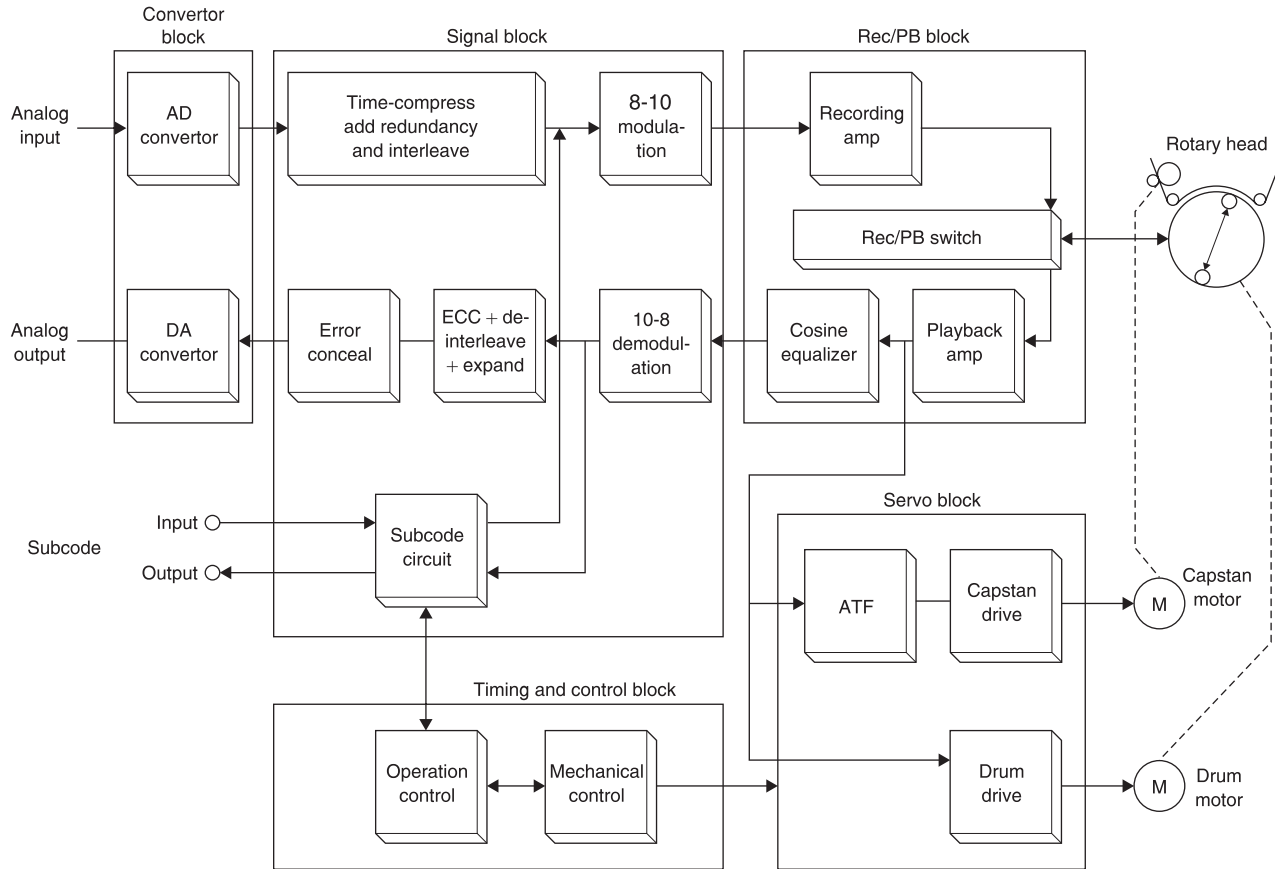 Convertor
block
Signal block
Rec/PB block
Analog
input
AD
convertor
Time-compress
add redundancy
and interleave
8-10
modula-
tion
Recording
amp
Rotary head
Rec/PB switch
Analog
output
DA
convertor
Error
conceal
ECC + de-
interleave
+ expand
10-8
demodul-
ation
Cosine
equalizer
Playback
amp
Servo block
Subcode
Input
Output
Subcode
circuit
ATF
Capstan
drive
M
Capstan
motor
Timing and control block
Operation
control
Mechanical
control
Drum
drive
M
Drum
motor